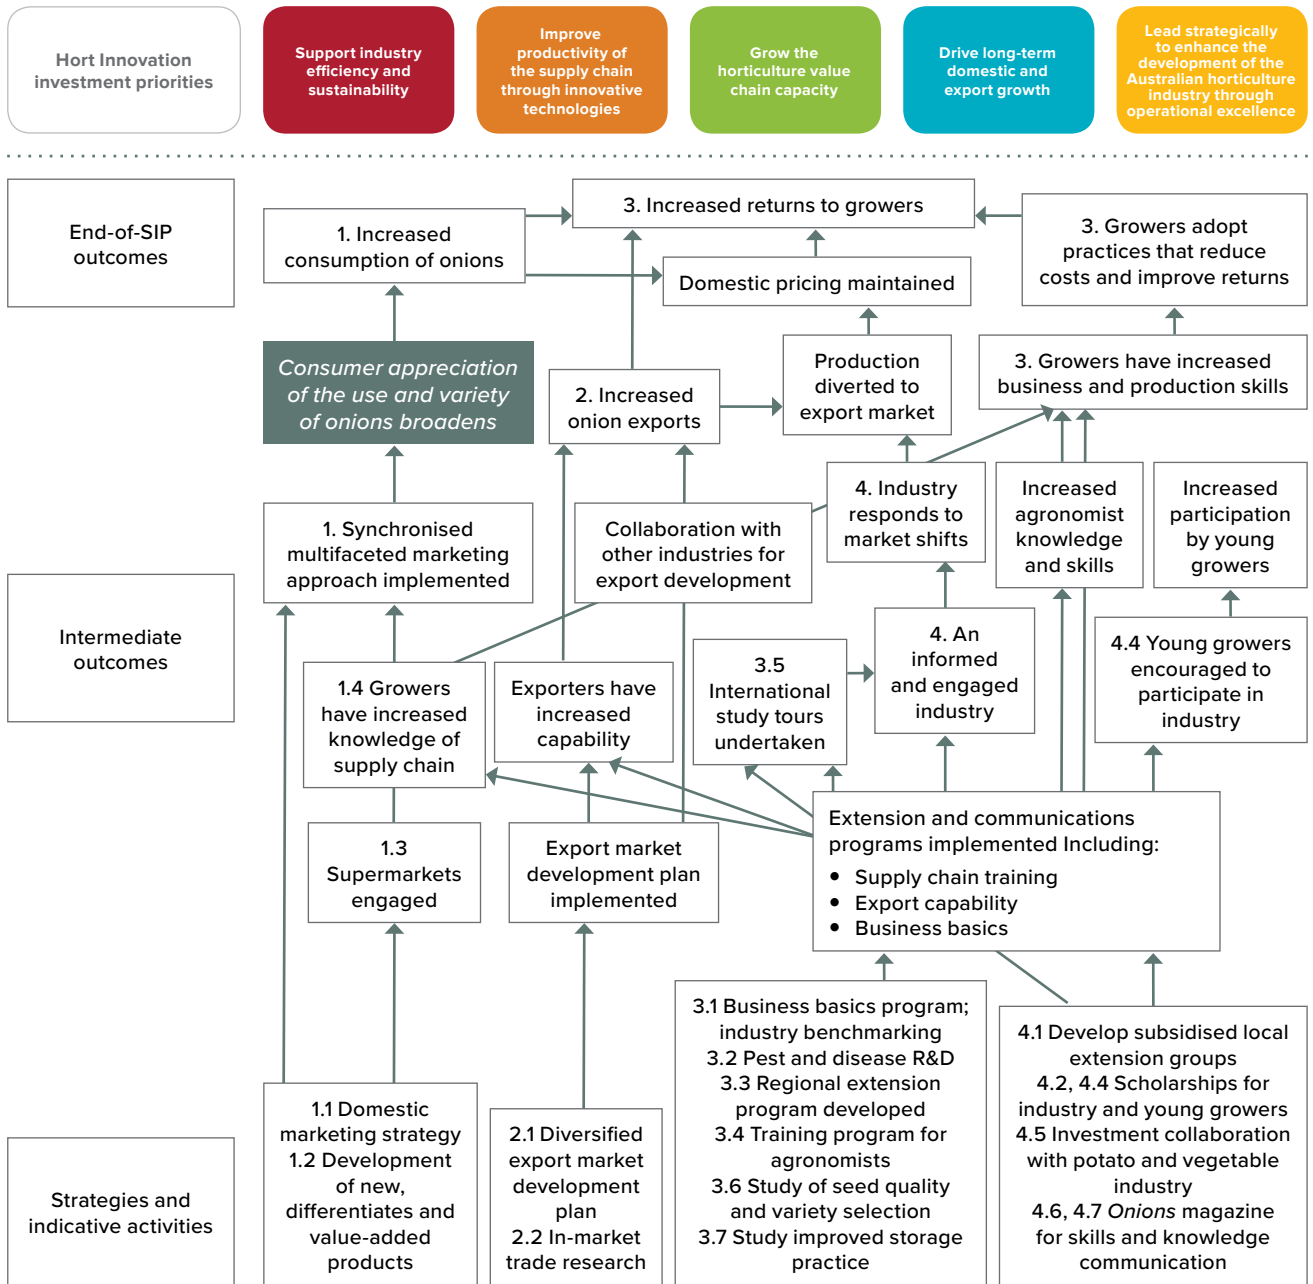 Hort Innovation
investment priorities
Support industry
efficiency and
sustainability
Improve
productivity of
the supply chain
through innovative
technologies
Grow the
horticulture value
chain capacity
Drive long-term
domestic and
export growth
Lead strategically
to enhance the
development of the
Australian horticulture
industry through
operational excellence
End-of-SIP
outcomes
1. Increased
consumption of onions
3. Increased returns to growers
Domestic pricing maintained
3. Growers adopt
practices that reduce
costs and improve returns
Consumer appreciation
of the use and variety
of onions broadens
2. Increased
onion exports
Production
diverted to
export market
3. Growers have increased
business and production skills
Intermediate
outcomes
1. Synchronised
multifaceted marketing
approach implemented
Collaboration with
other industries for
export development
4. Industry
responds to
market shifts
Increased
agronomist
knowledge
and skills
Increased
participation
by young
growers
1.4 Growers
have increased
knowledge of
supply chain
Exporters have
increased
capability
3.5
International
study tours
undertaken
4. An
informed
and engaged
industry
4.4 Young growers
encouraged to
participate in
industry
1.3
Supermarkets
engaged
Export market
development plan
implemented
Extension and communications
programs implemented Including:
• Supply chain training
• Export capability
• Business basics
Strategies and
indicative activities
1.1 Domestic
marketing strategy
1.2 Development
of new,
differentiates and
value-added
products
2.1 Diversified
export market
development
plan
2.2 In-market
trade research
3.1 Business basics program;
industry benchmarking
3.2 Pest and disease R&D
3.3 Regional extension
program developed
3.4 Training program for
agronomists
3.6 Study of seed quality
and variety selection
3.7 Study improved storage
practice
4.1 Develop subsidised local
extension groups
4.2, 4.4 Scholarships for
industry and young growers
4.5 Investment collaboration
with potato and vegetable
industry
4.6, 4.7 Onions magazine
for skills and knowledge
communication